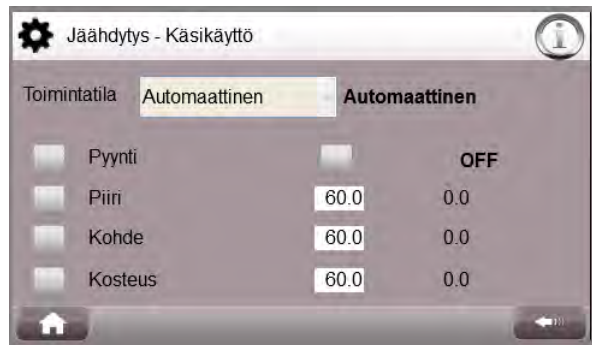 Jäähdytys - Käsikäyttö
Toimintatila Automaattinen Automaattinen
Pyynti OFF
Piiri 60.0 0.0
Kohde 60.0 0.0
Kosteus 60.0 0.0